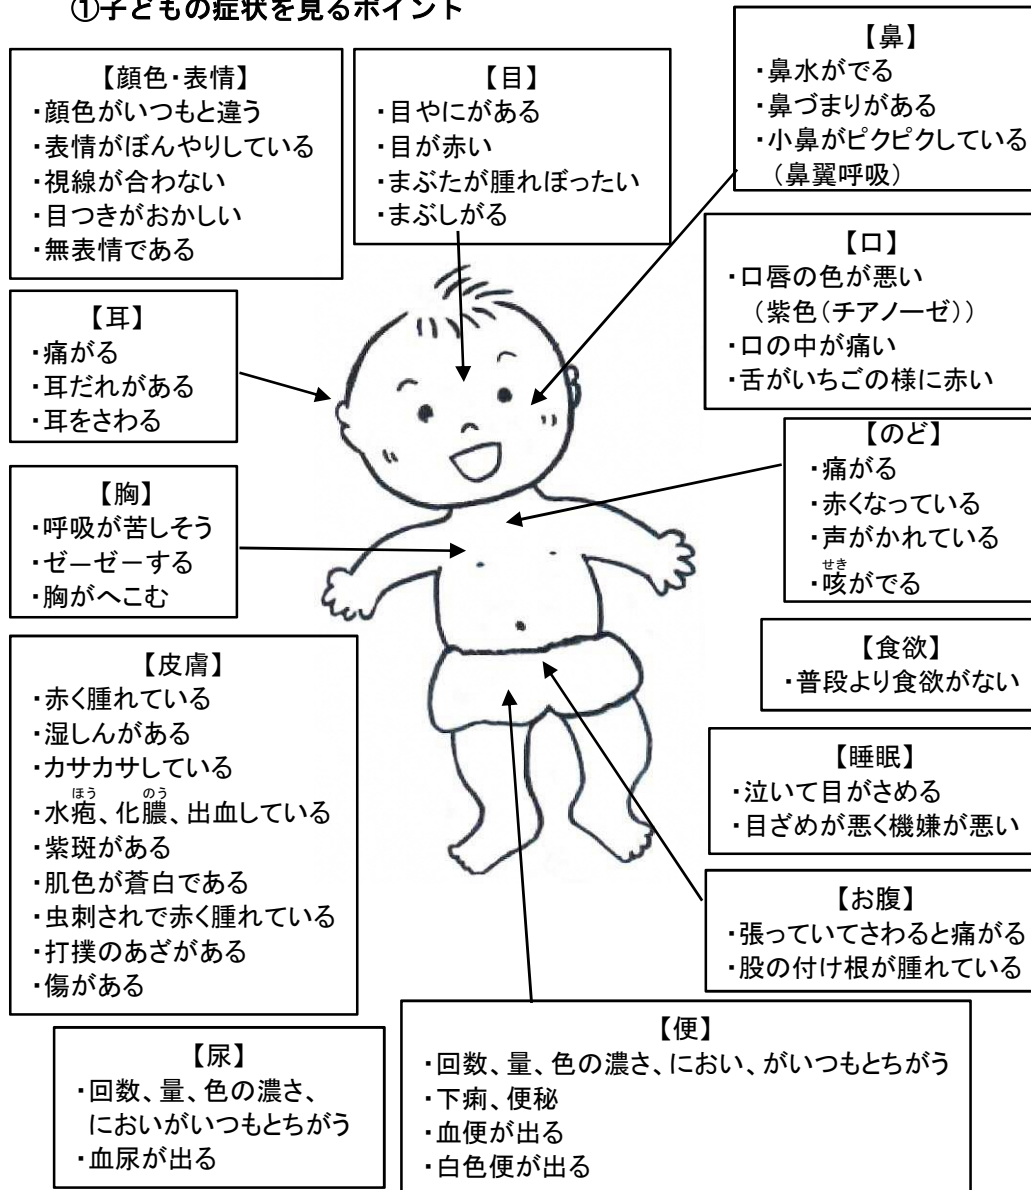 ①子どもの症状を見るポイント
【顔色・表情】
・顔色がいつもと違う
・表情がぼんやりしている
・視線が合わない
・目つきがおかしい
・無表情である
【目】
・目やにがある
・目が赤い
・まぶたが腫れぼったい
・まぶしがる
【鼻】
・鼻水がでる
・鼻づまりがある
・小鼻がピクピクしている
（鼻翼呼吸）
【口】
・口唇の色が悪い
（紫色（チアノーゼ））
・口の中が痛い
・舌がいちごの様に赤い
【耳】
・痛がる
・耳だれがある
・耳をさわる
【のど】
・痛がる
・赤くなっている
・声がかれている
せき
・咳がでる
【胸】
・呼吸が苦しそう
・ゼーゼーする
・胸がへこむ
【食欲】
・普段より食欲がない
【皮膚】
・赤く腫れている
・湿しんがある
・カサカサしている
ほう のう
・水疱、化膿、出血している
・紫斑がある
・肌色が蒼白である
・虫刺されで赤く腫れている
・打撲のあざがある
・傷がある
【睡眠】
・泣いて目がさめる
・目ざめが悪く機嫌が悪い
【お腹】
・張っていてさわると痛がる
・股の付け根が腫れている
【尿】
・回数、量、色の濃さ、
においがいつもとちがう
・血尿が出る
【便】
・回数、量、色の濃さ、におい、がいつもとちがう
・下痢、便秘
・血便が出る
・白色便が出る